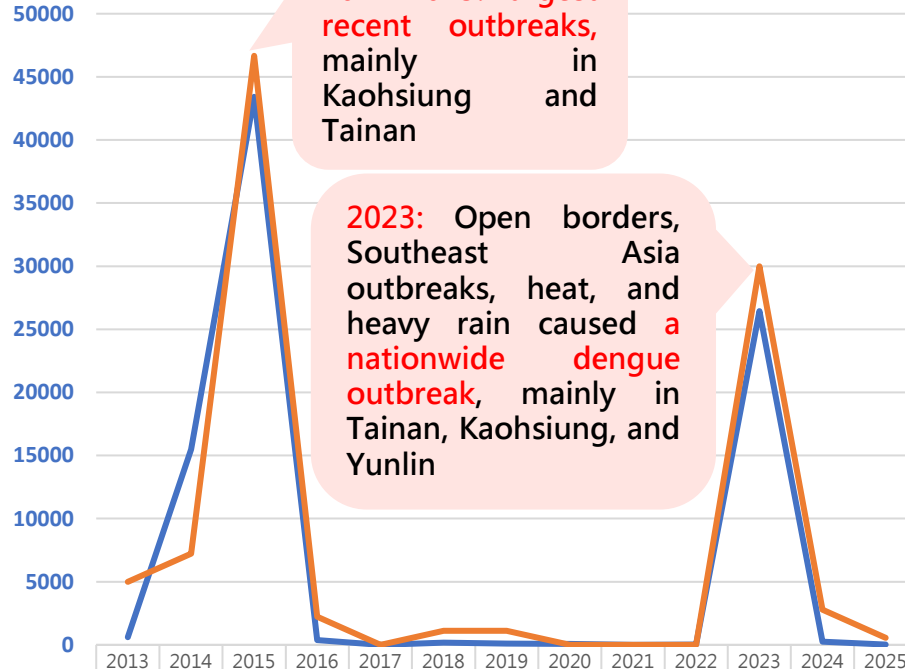 50000
45000
40000
35000
30000
25000
20000
15000
10000
5000
0
recent outbreaks,
mainly in
Kaohsiung and
Tainan
2023: Open borders,
Southeast Asia
outbreaks, heat, and
heavy rain caused a
nationwide dengue
outbreak, mainly in
Tainan, Kaohsiung, and
Yunlin
2013 2014 2015 2016 2017 2018 2019 2020 2021 2022 2023 2024 2025